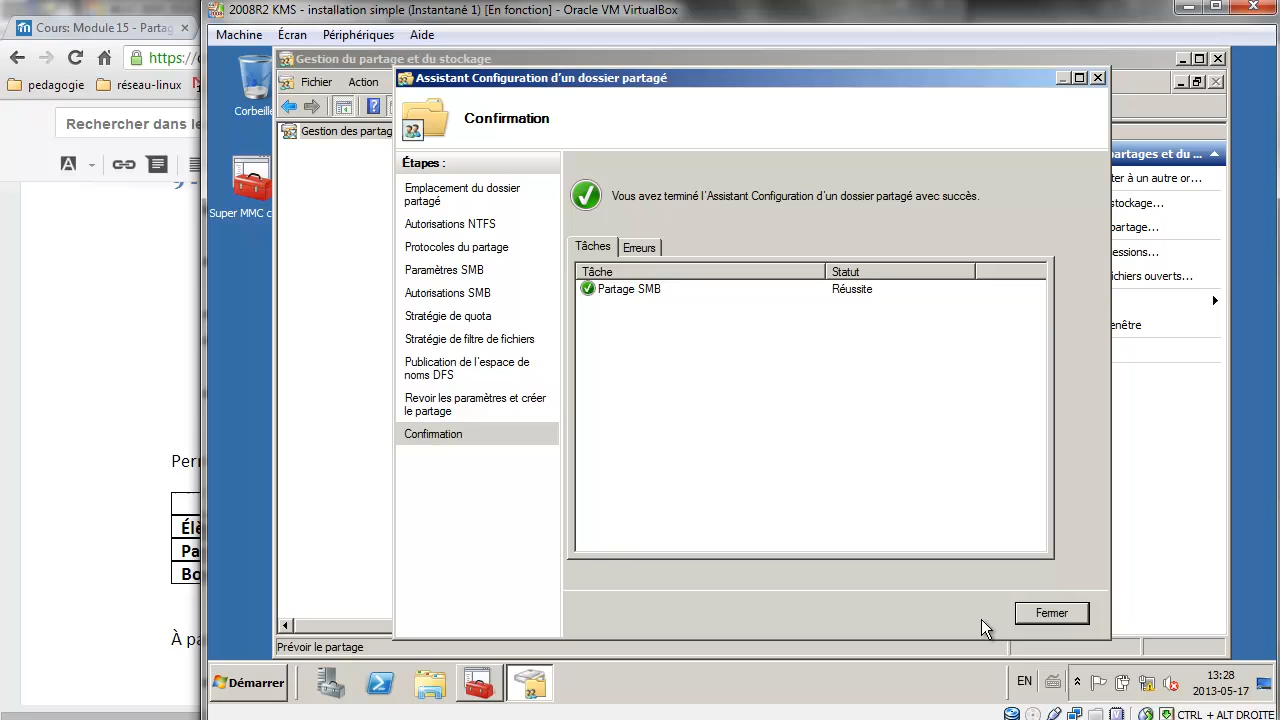 2008R2 KMS - installation simple (Instantané 1) [En fonction] - Oracle VM VirtualBox
Cours: Module 15 - Partag
Machine Écran Périphériques Aide
https://
pedagogie réseau-linux
Gestion du partage et du stockage
Fichier Action
Assistant Configuration d'un dossier partagé
Corbeille
Rechercher dans le
Confirmation
Gestion des partag
Étapes :
Emplacement du dossier
partagé
Autorisations NTFS
Protocoles du partage
Paramètres SMB
Autorisations SMB
Stratégie de quota
Stratégie de filtre de fichiers
Publication de l'espace de
noms DFS
Revoir les paramètres et créer
le partage
Confirmation
Vous avez terminé l'Assistant Configuration d'un dossier partagé avec succès.
Tâches Erreurs
Tâche Statut
Partage SMB Réussite
Fermer
partages et du ...
ter à un autre or...
stockage...
partage...
essions...
ichiers ouverts...
enêtre
Super MMC c
Perr
Élè
Pa
Bo
À pa
Prévoir le partage
Démarrer
EN
13:28
2013-05-17
CTRL + ALT DROITE